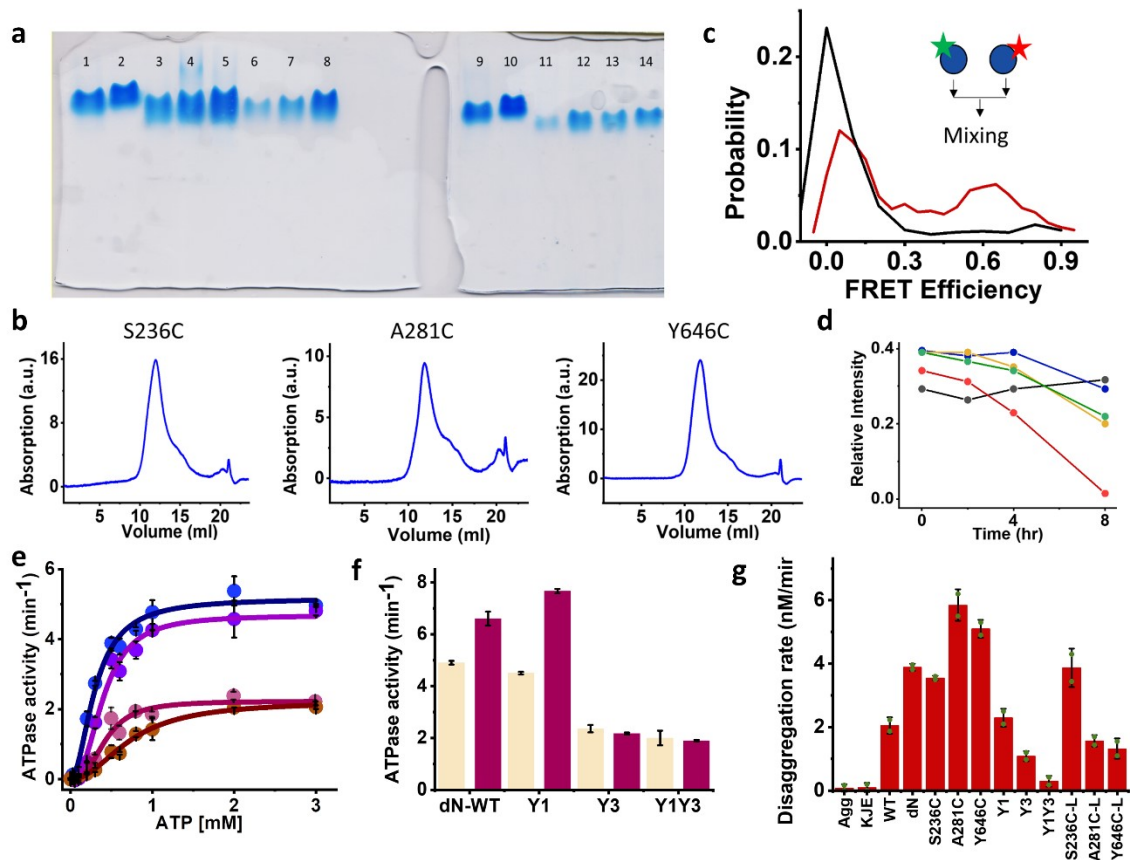 a
1 2 3 4 5 6 7 8 9 10 11 12 13 14
c
Probability
0.2
0.1
0.0
Mixing
0.0 0.3 0.6 0.9
FRET Efficiency
b
S236C
Absorption (a.u.)
16
8
0
5 10 15 20
Volume (ml)
A281C
Absorption (a.u.)
10
5
0
5 10 15 20
Volume (ml)
Y646C
Absorption (a.u.)
20
10
0
5 10 15 20
Volume (ml)
d
Relative Intensity
0.4
0.2
0.0
0 4 8
Time (hr)
e
ATPase activity (min-1)
6
4
2
0
0 1 2 3
ATP [mM]
f
ATPase activity (min-1)
8
6
4
2
0
dN-WT Y1 Y3 Y1Y3
g
Disaggregation rate (nM/mir
6
4
2
0
Agg KJE WT dN S236C A281C Y646C Y1 Y3 Y1Y3 S236C-L A281C-L Y646C-L